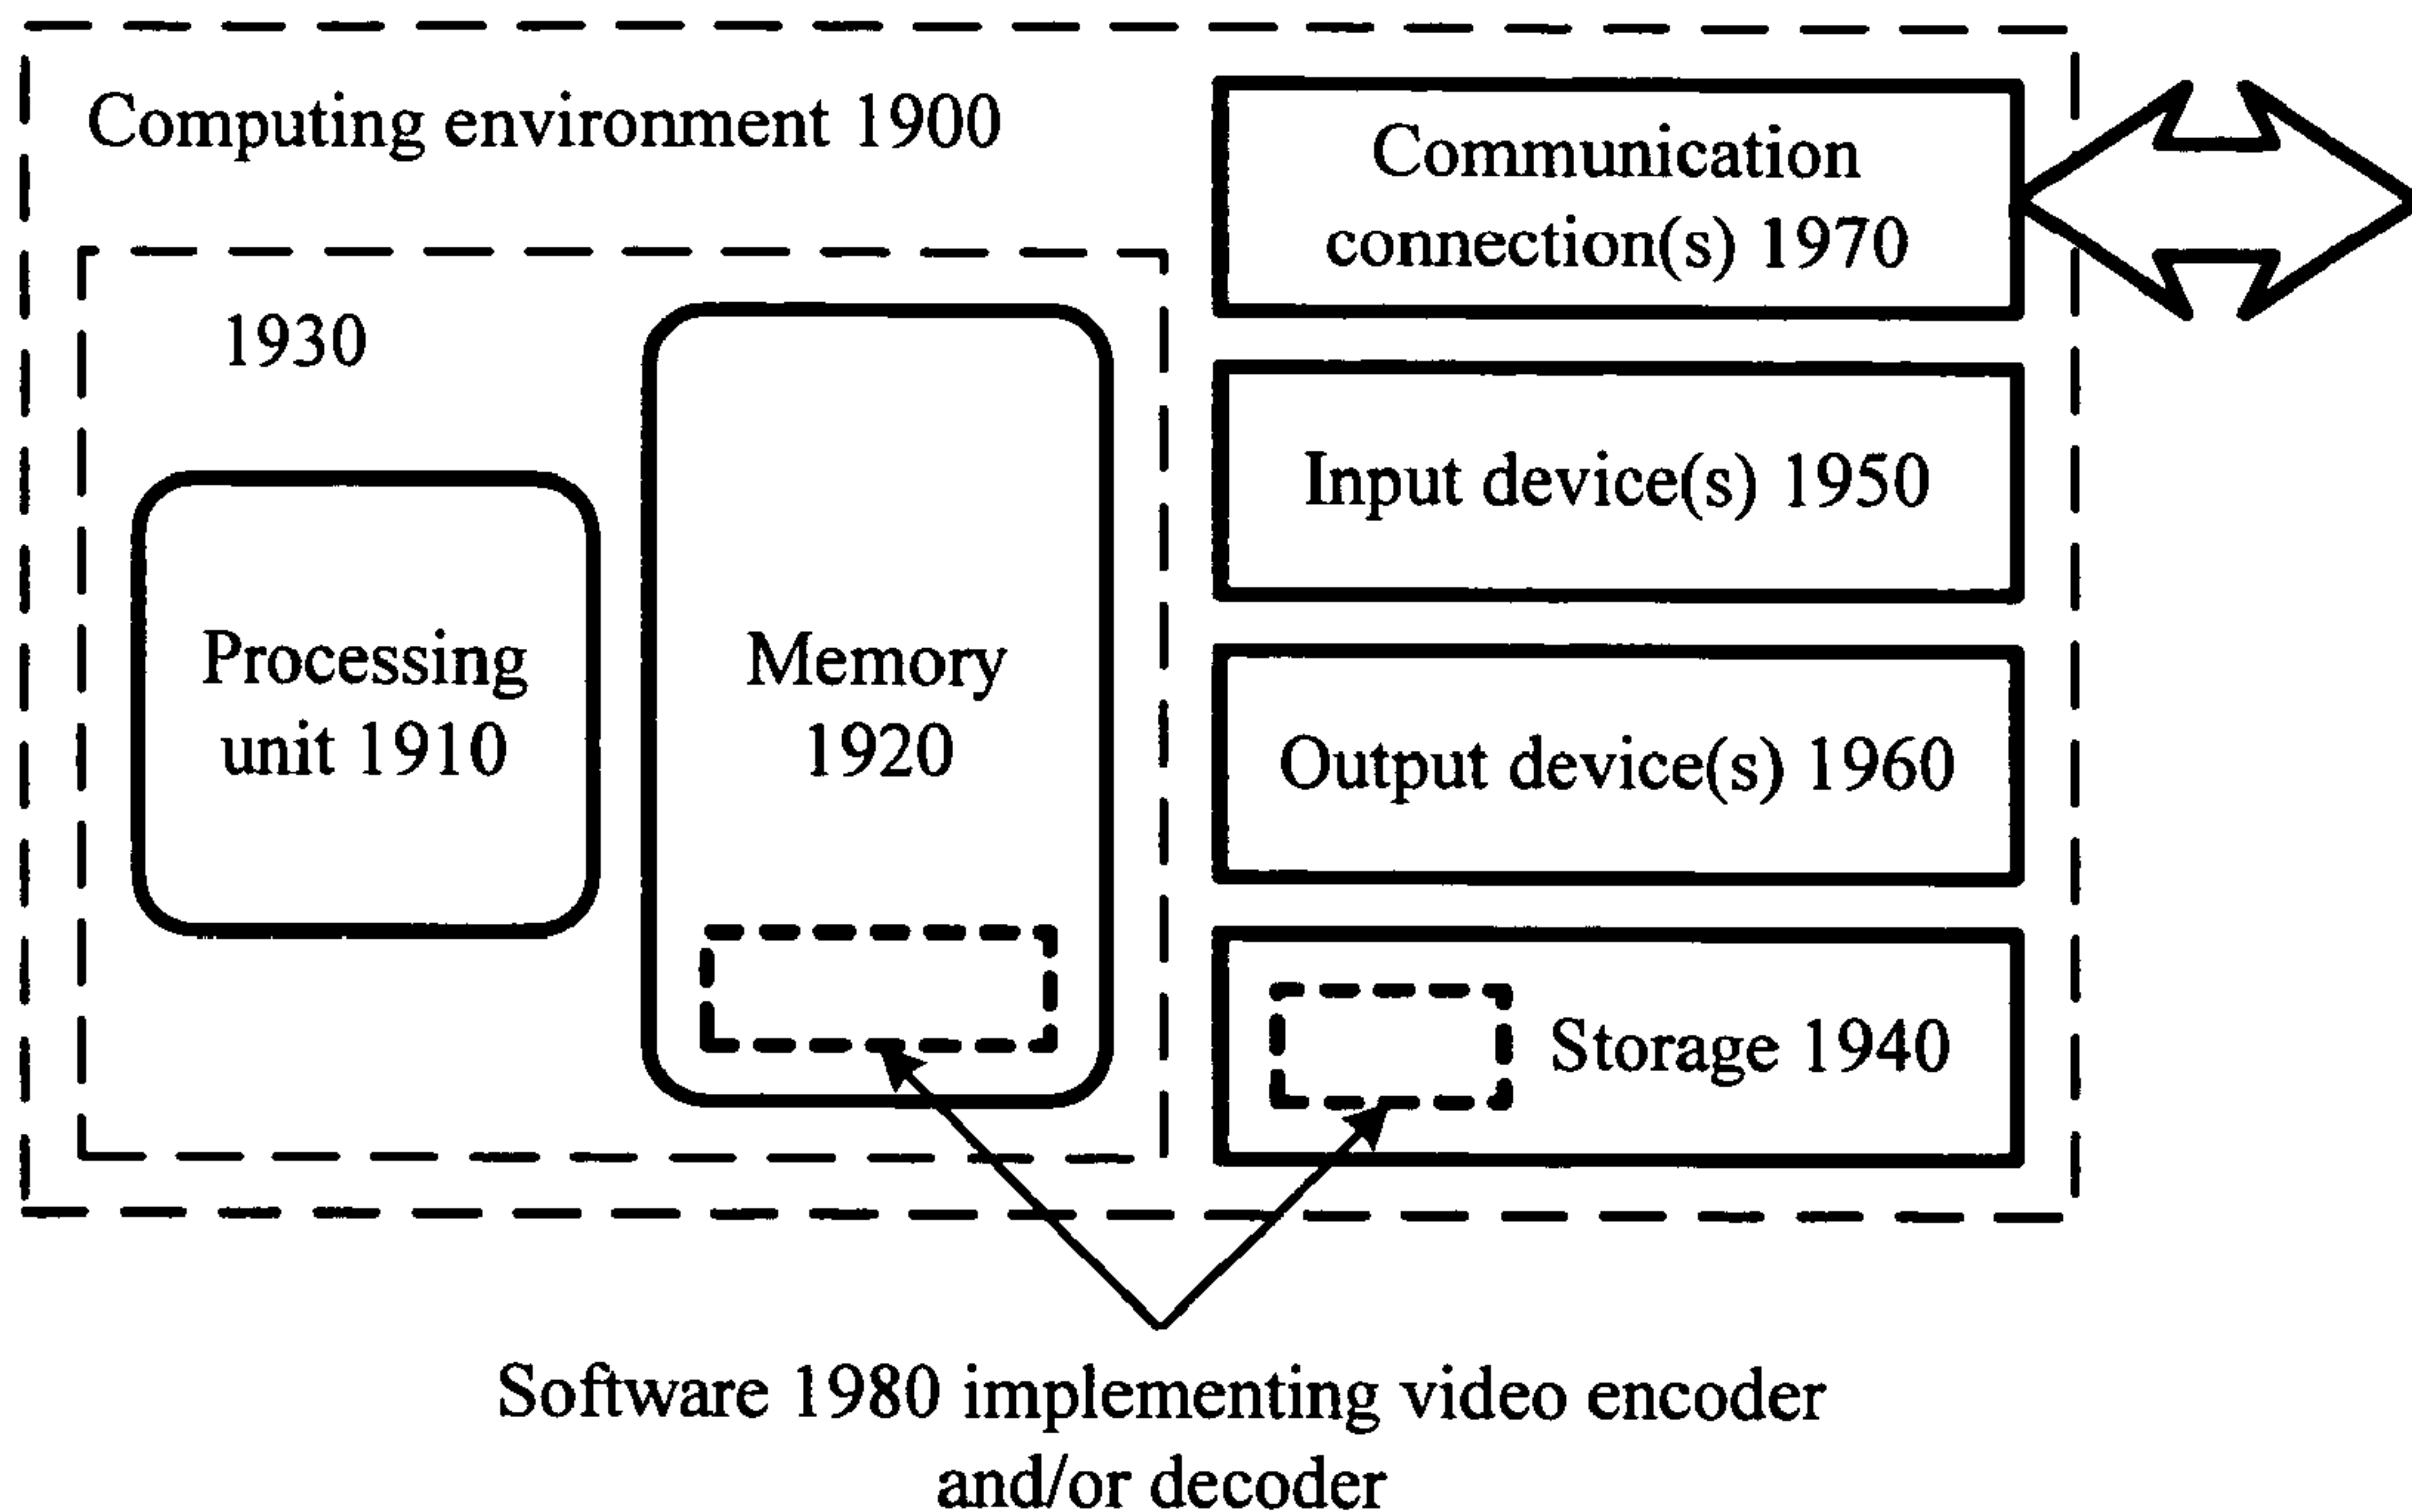 Computing environment 1900
1930
Processing
unit 1910
Memory
1920
Communication
connection(s) 1970
Input device(s) 1950
Output device(s) 1960
Storage 1940
Software 1980 implementing video encoder
and/or decoder